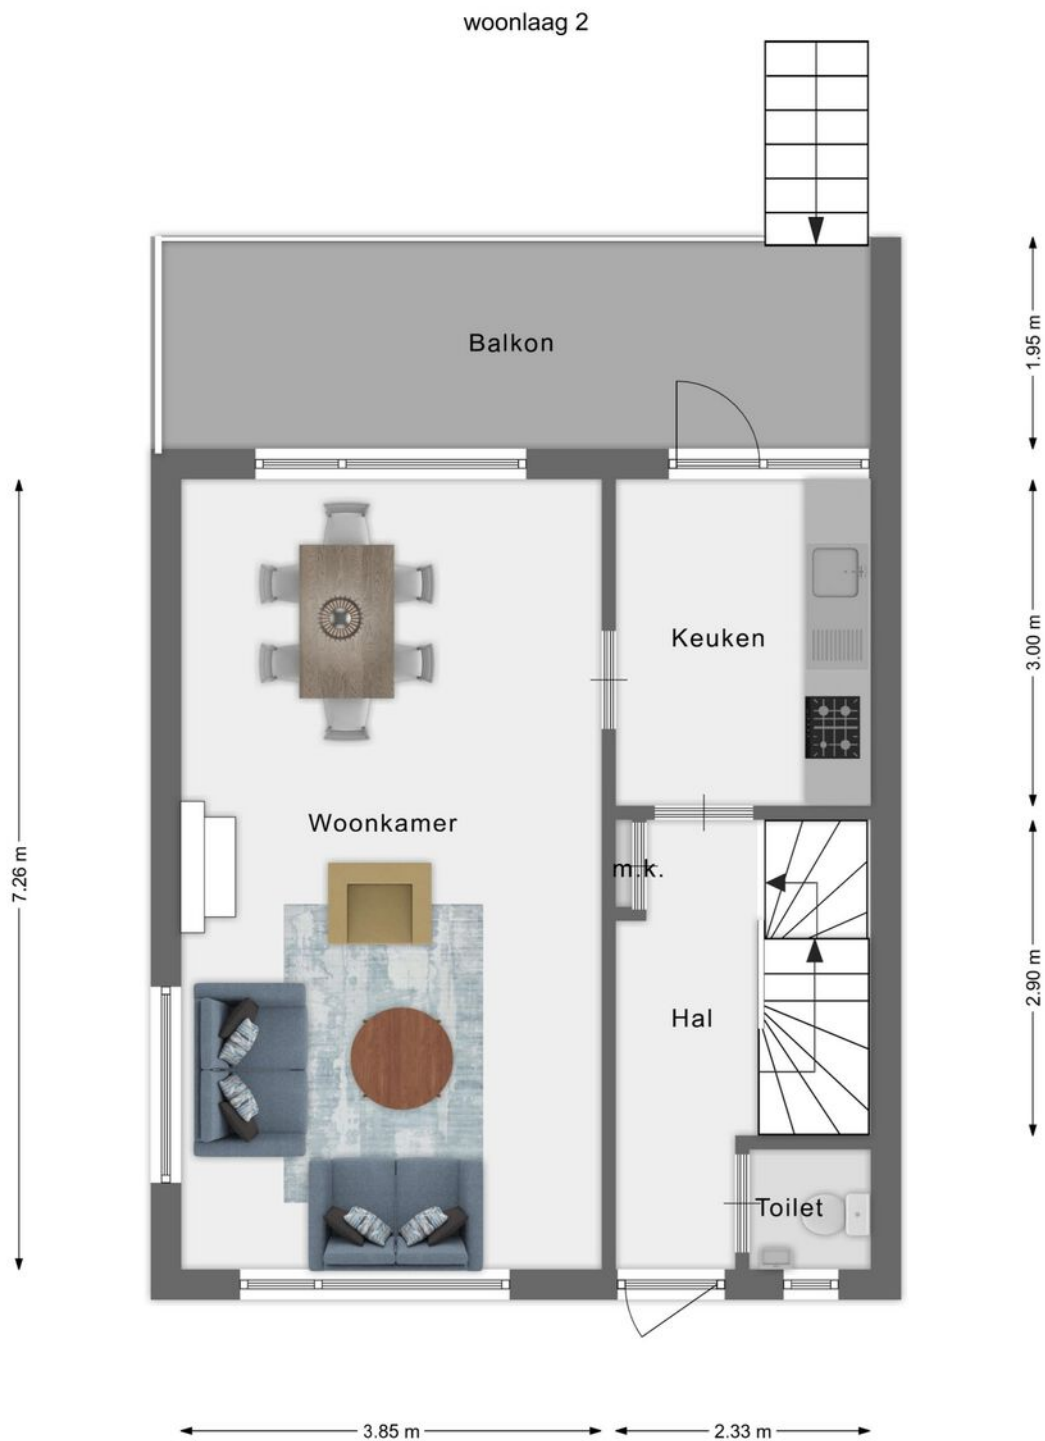 woonlaag 2
Balkon
1.95 m
Keuken
3.00 m
Woonkamer
7.26 m
m.k.
2.90 m
Hal
Toilet
3.85 m
2.33 m